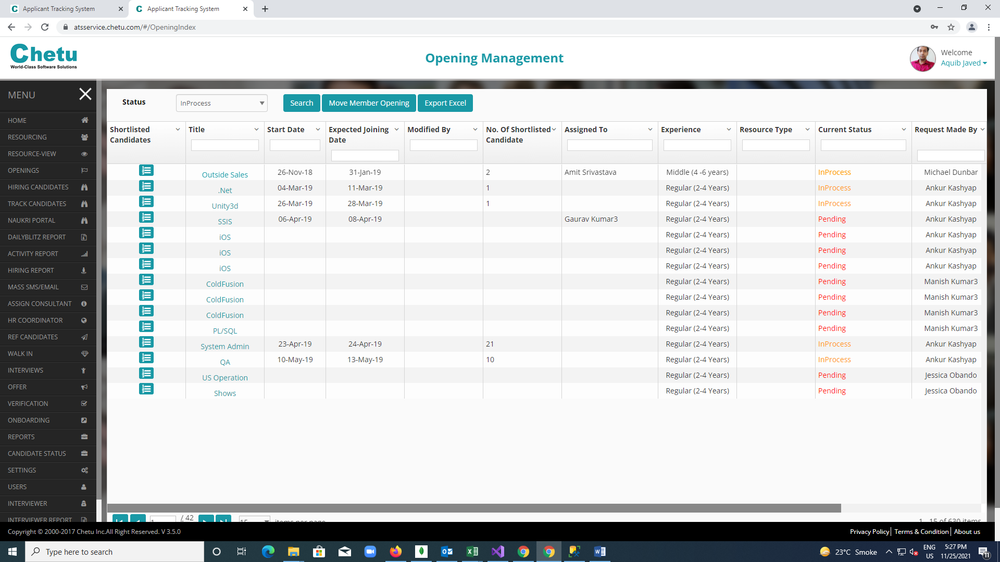 Applicant Tracking System
Applicant Tracking System
atsservice.chetu.com/#/OpeningIndex
Chetu
World-Class Software Solutions
Opening Management
Welcome
Aquib Javed
MENU
HOME
RESOURCING
RESOURCE-VIEW
OPENINGS
HIRING CANDIDATES
TRACK CANDIDATES
NAUKRI PORTAL
DAILYBLITZ REPORT
ACTIVITY REPORT
HIRING REPORT
MASS SMS/EMAIL
ASSIGN CONSULTANT
HR COORDINATOR
REF CANDIDATES
WALK IN
INTERVIEWS
OFFER
VERIFICATION
ONBOARDING
REPORTS
CANDIDATE STATUS
SETTINGS
USERS
INTERVIEWER
INTERVIEWER REPORT
Status InProcess Search Move Member Opening Export Excel
Shortlisted Candidates Title Start Date Expected Joining Date Modified By No. Of Shortlisted Candidate Assigned To Experience Resource Type Current Status Request Made By
Outside Sales 26-Nov-18 31-Jan-19 2 Amit Srivastava Middle (4 -6 years) InProcess Michael Dunbar
.Net 04-Mar-19 11-Mar-19 1 Regular (2-4 Years) InProcess Ankur Kashyap
Unity3d 26-Mar-19 28-Mar-19 1 Regular (2-4 Years) InProcess Ankur Kashyap
SSIS 06-Apr-19 08-Apr-19 Gaurav Kumar3 Regular (2-4 Years) Pending Ankur Kashyap
iOS Regular (2-4 Years) Pending Ankur Kashyap
iOS Regular (2-4 Years) Pending Ankur Kashyap
iOS Regular (2-4 Years) Pending Ankur Kashyap
ColdFusion Regular (2-4 Years) Pending Manish Kumar3
ColdFusion Regular (2-4 Years) Pending Manish Kumar3
ColdFusion Regular (2-4 Years) Pending Manish Kumar3
PL/SQL Regular (2-4 Years) Pending Manish Kumar3
System Admin 23-Apr-19 24-Apr-19 21 Regular (2-4 Years) InProcess Ankur Kashyap
QA 10-May-19 13-May-19 10 Regular (2-4 Years) InProcess Ankur Kashyap
US Operation Regular (2-4 Years) Pending Jessica Obando
Shows Regular (2-4 Years) Pending Jessica Obando
1 / 42 15 items per page 1 - 15 of 630 items
Copyright © 2000-2017 Chetu Inc.All Right Reserved. V 3.5.0 Privacy Policy Terms & Condition About us
Type here to search
23°C Smoke
ENG
US
5:27 PM
11/25/2021
11